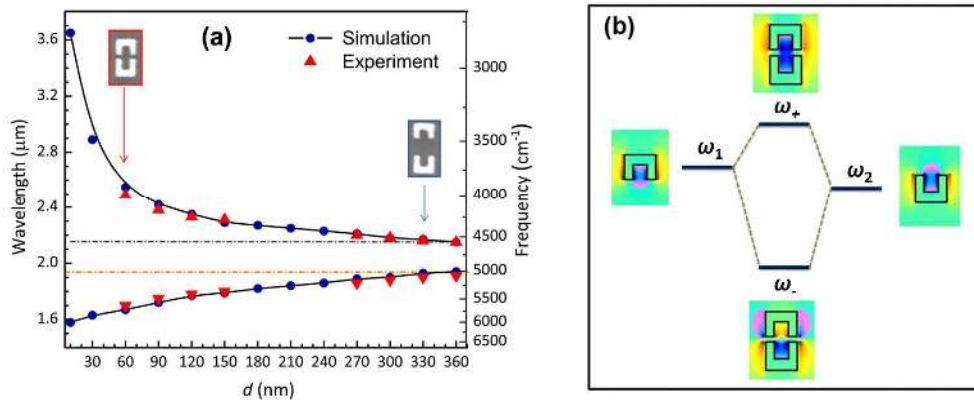 (a)
Simulation
Experiment
Wavelength (μm)
3.6
3.2
2.8
2.4
2.0
1.6
Frequency (cm⁻¹)
3000
3500
4000
4500
5000
5500
6000
6500
30 60 90 120 150 180 210 240 270 300 330 360
d (nm)
(b)
ω₊
ω₁
ω₂
ω₋